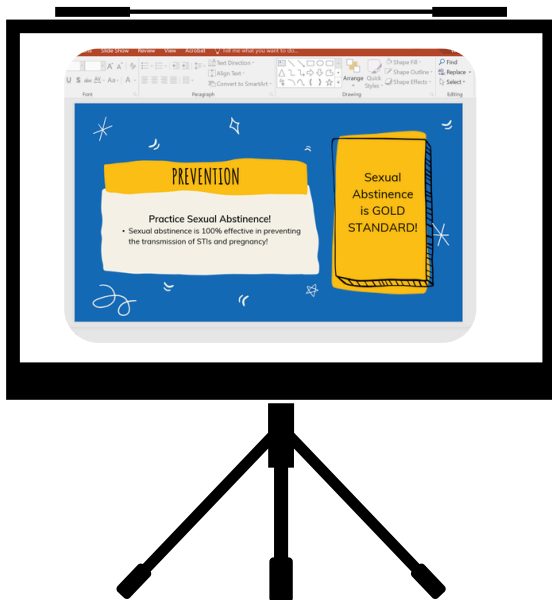 Slide Show Review View Acrobat Tell me what you want to do...
Text Direction
Align Text
Convert to SmartArt
Arrange
Quick
Styles
Shape Fill
Shape Outline
Shape Effects
Find
Replace
Select
Font
Paragraph
Drawing
Editing
PREVENTION
Practice Sexual Abstinence!
• Sexual abstinence is 100% effective in preventing
the transmission of STIs and pregnancy!
Sexual
Abstinence
is GOLD
STANDARD!